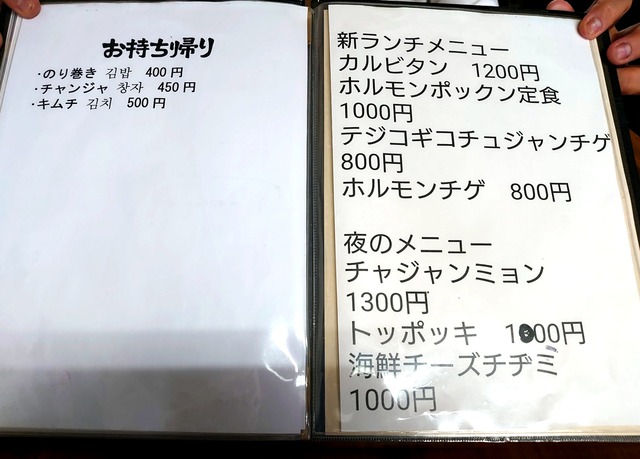 お持ち帰り
・のり巻き 김밥 400円
・チャンジャ 창자 450円
・キムチ 김치 500円
新ランチメニュー
カルビタン 1200円
ホルモンポックン定食
1000円
テジコギコチュジャンチゲ
800円
ホルモンチゲ 800円
夜のメニュー
チャジャンミョン
1300円
トッポッキ 1000円
海鮮チーズチヂミ
1000円